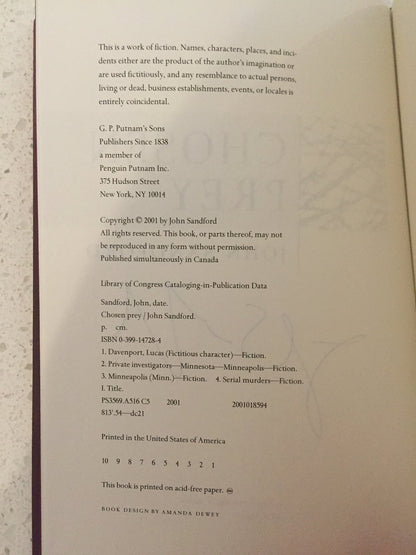 This is a work of fiction. Names, characters, places, and inci-
dents either are the product of the author's imagination or
are used fictitiously, and any resemblance to actual persons,
living or dead, business establishments, events, or locales is
entirely coincidental.
G. P. Putnam's Sons
Publishers Since 1838
a member of
Penguin Putnam Inc.
375 Hudson Street
New York, NY 10014
Copyright © 2001 by John Sandford
All rights reserved. This book, or parts thereof, may not
be reproduced in any form without permission.
Published simultaneously in Canada
Library of Congress Cataloging-in-Publication Data
Sandford, John, date.
Chosen prey / John Sandford.
p. cm.
ISBN 0-399-14728-4
1. Davenport, Lucas (Fictitious character)—Fiction.
2. Private investigators—Minnesota—Minneapolis—Fiction.
3. Minneapolis (Minn.)—Fiction. 4. Serial murders—Fiction.
I. Title.
PS3569.A516 C5 2001 2001018594
813'.54—dc21
Printed in the United States of America
10 9 8 7 6 5 4 3 2 1
This book is printed on acid-free paper. ♾
BOOK DESIGN BY AMANDA DEWEY